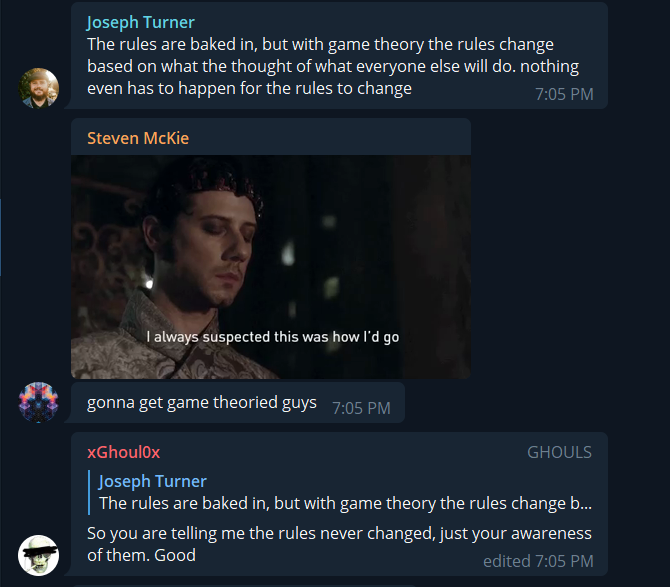 Joseph Turner
The rules are baked in, but with game theory the rules change
based on what the thought of what everyone else will do. nothing
even has to happen for the rules to change
7:05 PM
Steven McKie
I always suspected this was how I'd go
gonna get game theoried guys
7:05 PM
xGhoul0x
GHOULS
Joseph Turner
The rules are baked in, but with game theory the rules change b...
So you are telling me the rules never changed, just your awareness
of them. Good
edited 7:05 PM